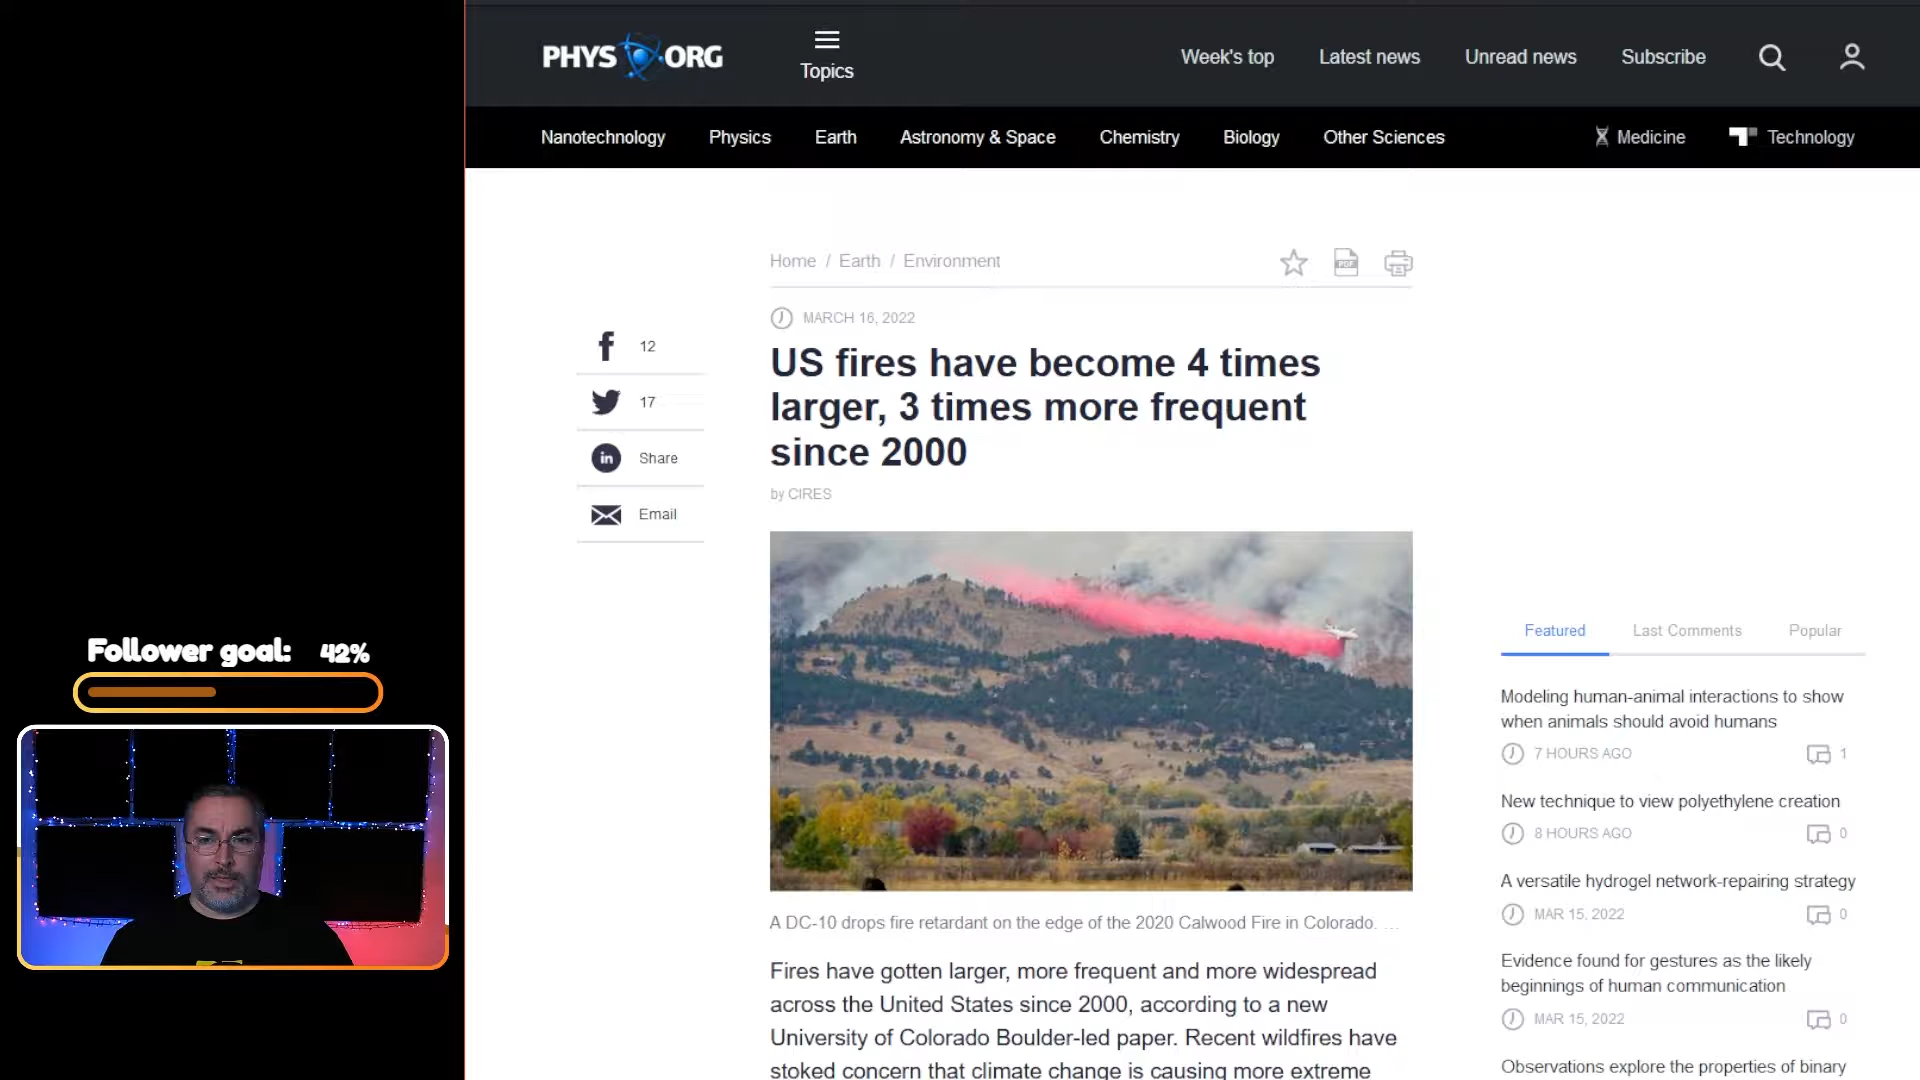 PHYS ORG
Topics
Week's top
Latest news
Unread news
Subscribe
Nanotechnology
Physics
Earth
Astronomy & Space
Chemistry
Biology
Other Sciences
Medicine
Technology
Home / Earth / Environment
PDF
MARCH 16, 2022
US fires have become 4 times
larger, 3 times more frequent
since 2000
by CIRES
12
17
in Share
Email
A DC-10 drops fire retardant on the edge of the 2020 Calwood Fire in Colorado. ...
Fires have gotten larger, more frequent and more widespread
across the United States since 2000, according to a new
University of Colorado Boulder-led paper. Recent wildfires have
stoked concern that climate change is causing more extreme
Featured
Last Comments
Popular
Modeling human-animal interactions to show
when animals should avoid humans
7 HOURS AGO
1
New technique to view polyethylene creation
8 HOURS AGO
0
A versatile hydrogel network-repairing strategy
MAR 15, 2022
0
Evidence found for gestures as the likely
beginnings of human communication
MAR 15, 2022
0
Observations explore the properties of binary
Follower goal: 42%